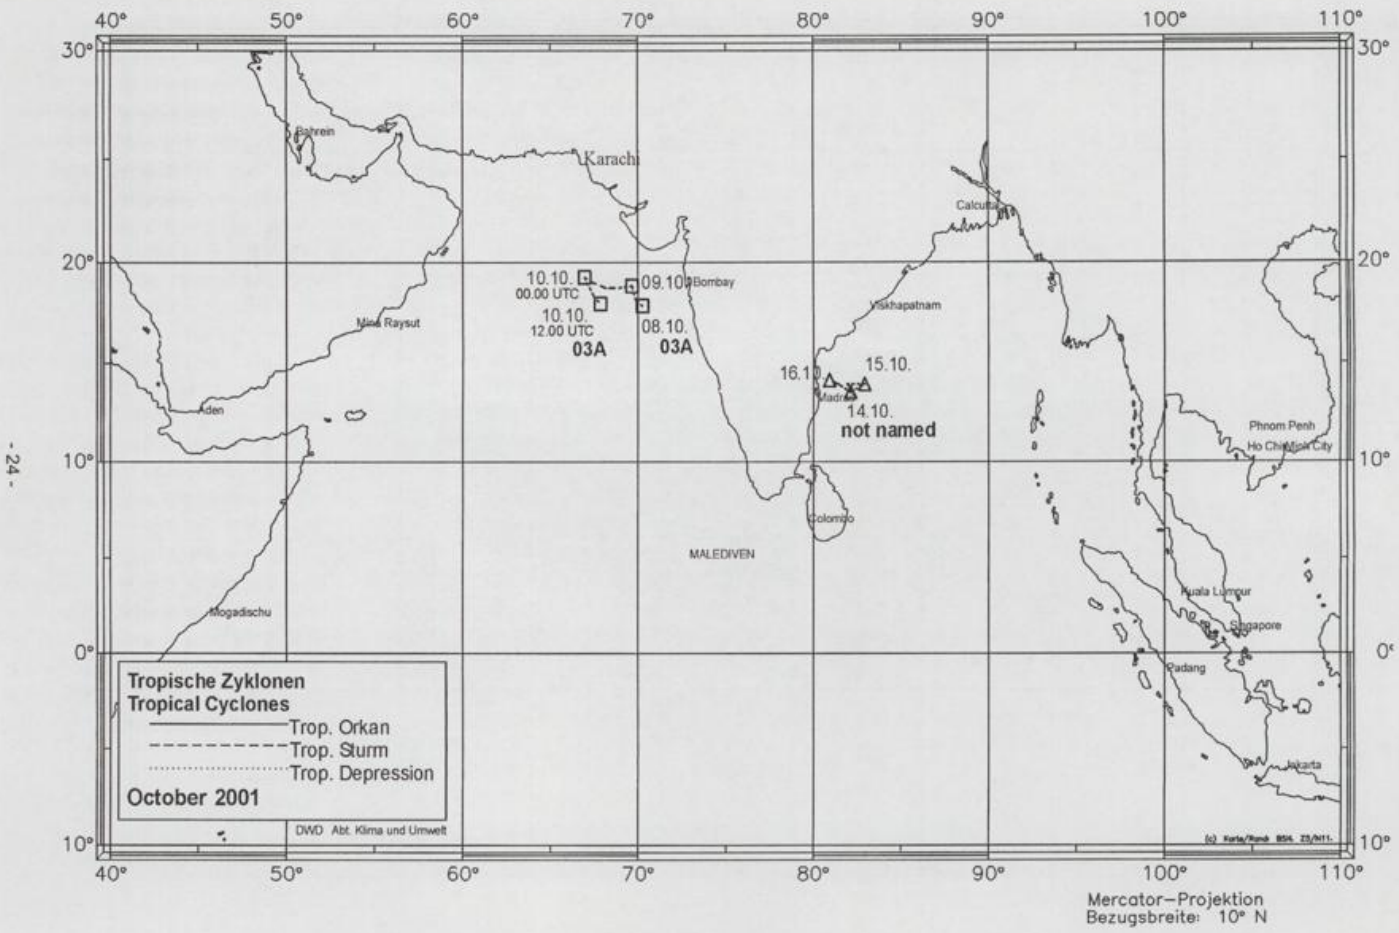 40° 50° 60° 70° 80° 90° 100° 110°
30° 30°
Bahrein
Karachi
Calcutta
20° 20°
10.10.
00.00 UTC
09.10.
Bombay
10.10.
12.00 UTC
08.10.
03A 03A
Mina Raysut
Viskhapatnam
16.10.
15.10.
Madras
14.10.
not named
Aden
Phnom Penh
Ho Chi Minh City
- 24 -
10° 10°
Colombo
MALEDIVEN
Kuala Lumpur
Mogadischu
Singapore
0° 0°
Padang
Tropische Zyklonen
Tropical Cyclones
Trop. Orkan
Trop. Sturm
Trop. Depression
October 2001
Jakarta
DWD Abt. Klima und Umwelt
10° 10°
40° 50° 60° 70° 80° 90° 100° 110°
Mercator-Projektion
Bezugsbreite: 10° N